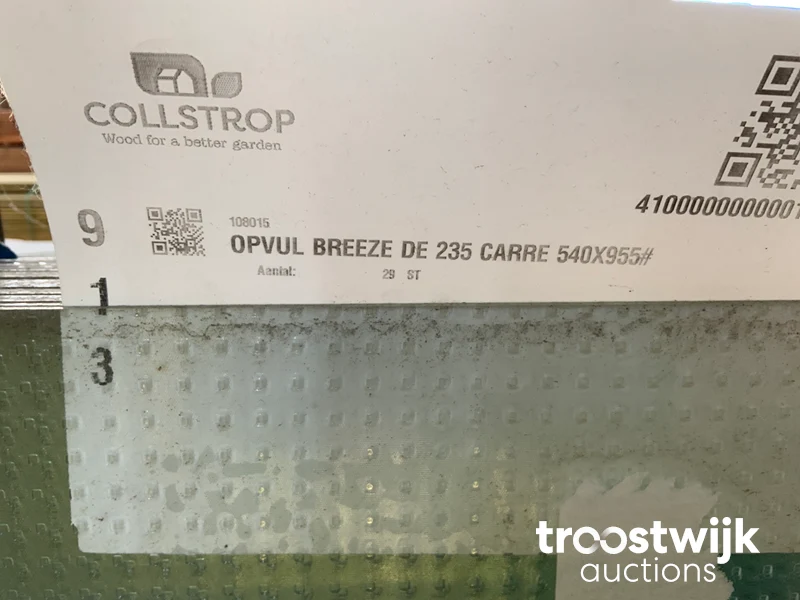 COLLSTROP
Wood for a better garden
9
108015
OPVUL BREEZE DE 235 CARRE 540X955#
Aantal: 29 ST
1
3
troostwijk
auctions